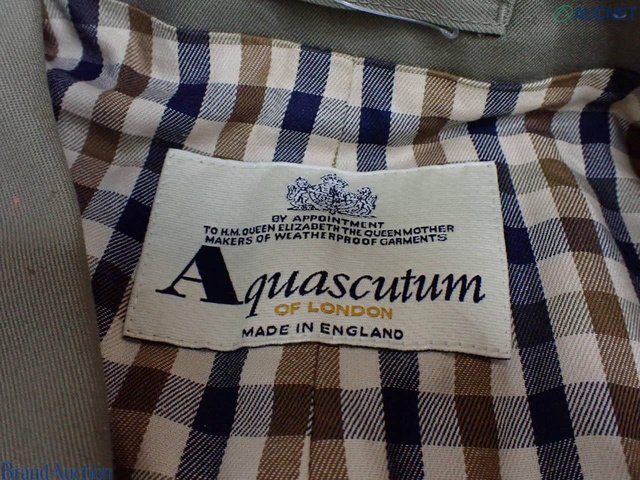 BY APPOINTMENT
TO H.M. QUEEN ELIZABETH THE QUEEN MOTHER
MAKERS OF WEATHERPROOF GARMENTS
Aquascutum
OF LONDON
MADE IN ENGLAND
Brand Auction